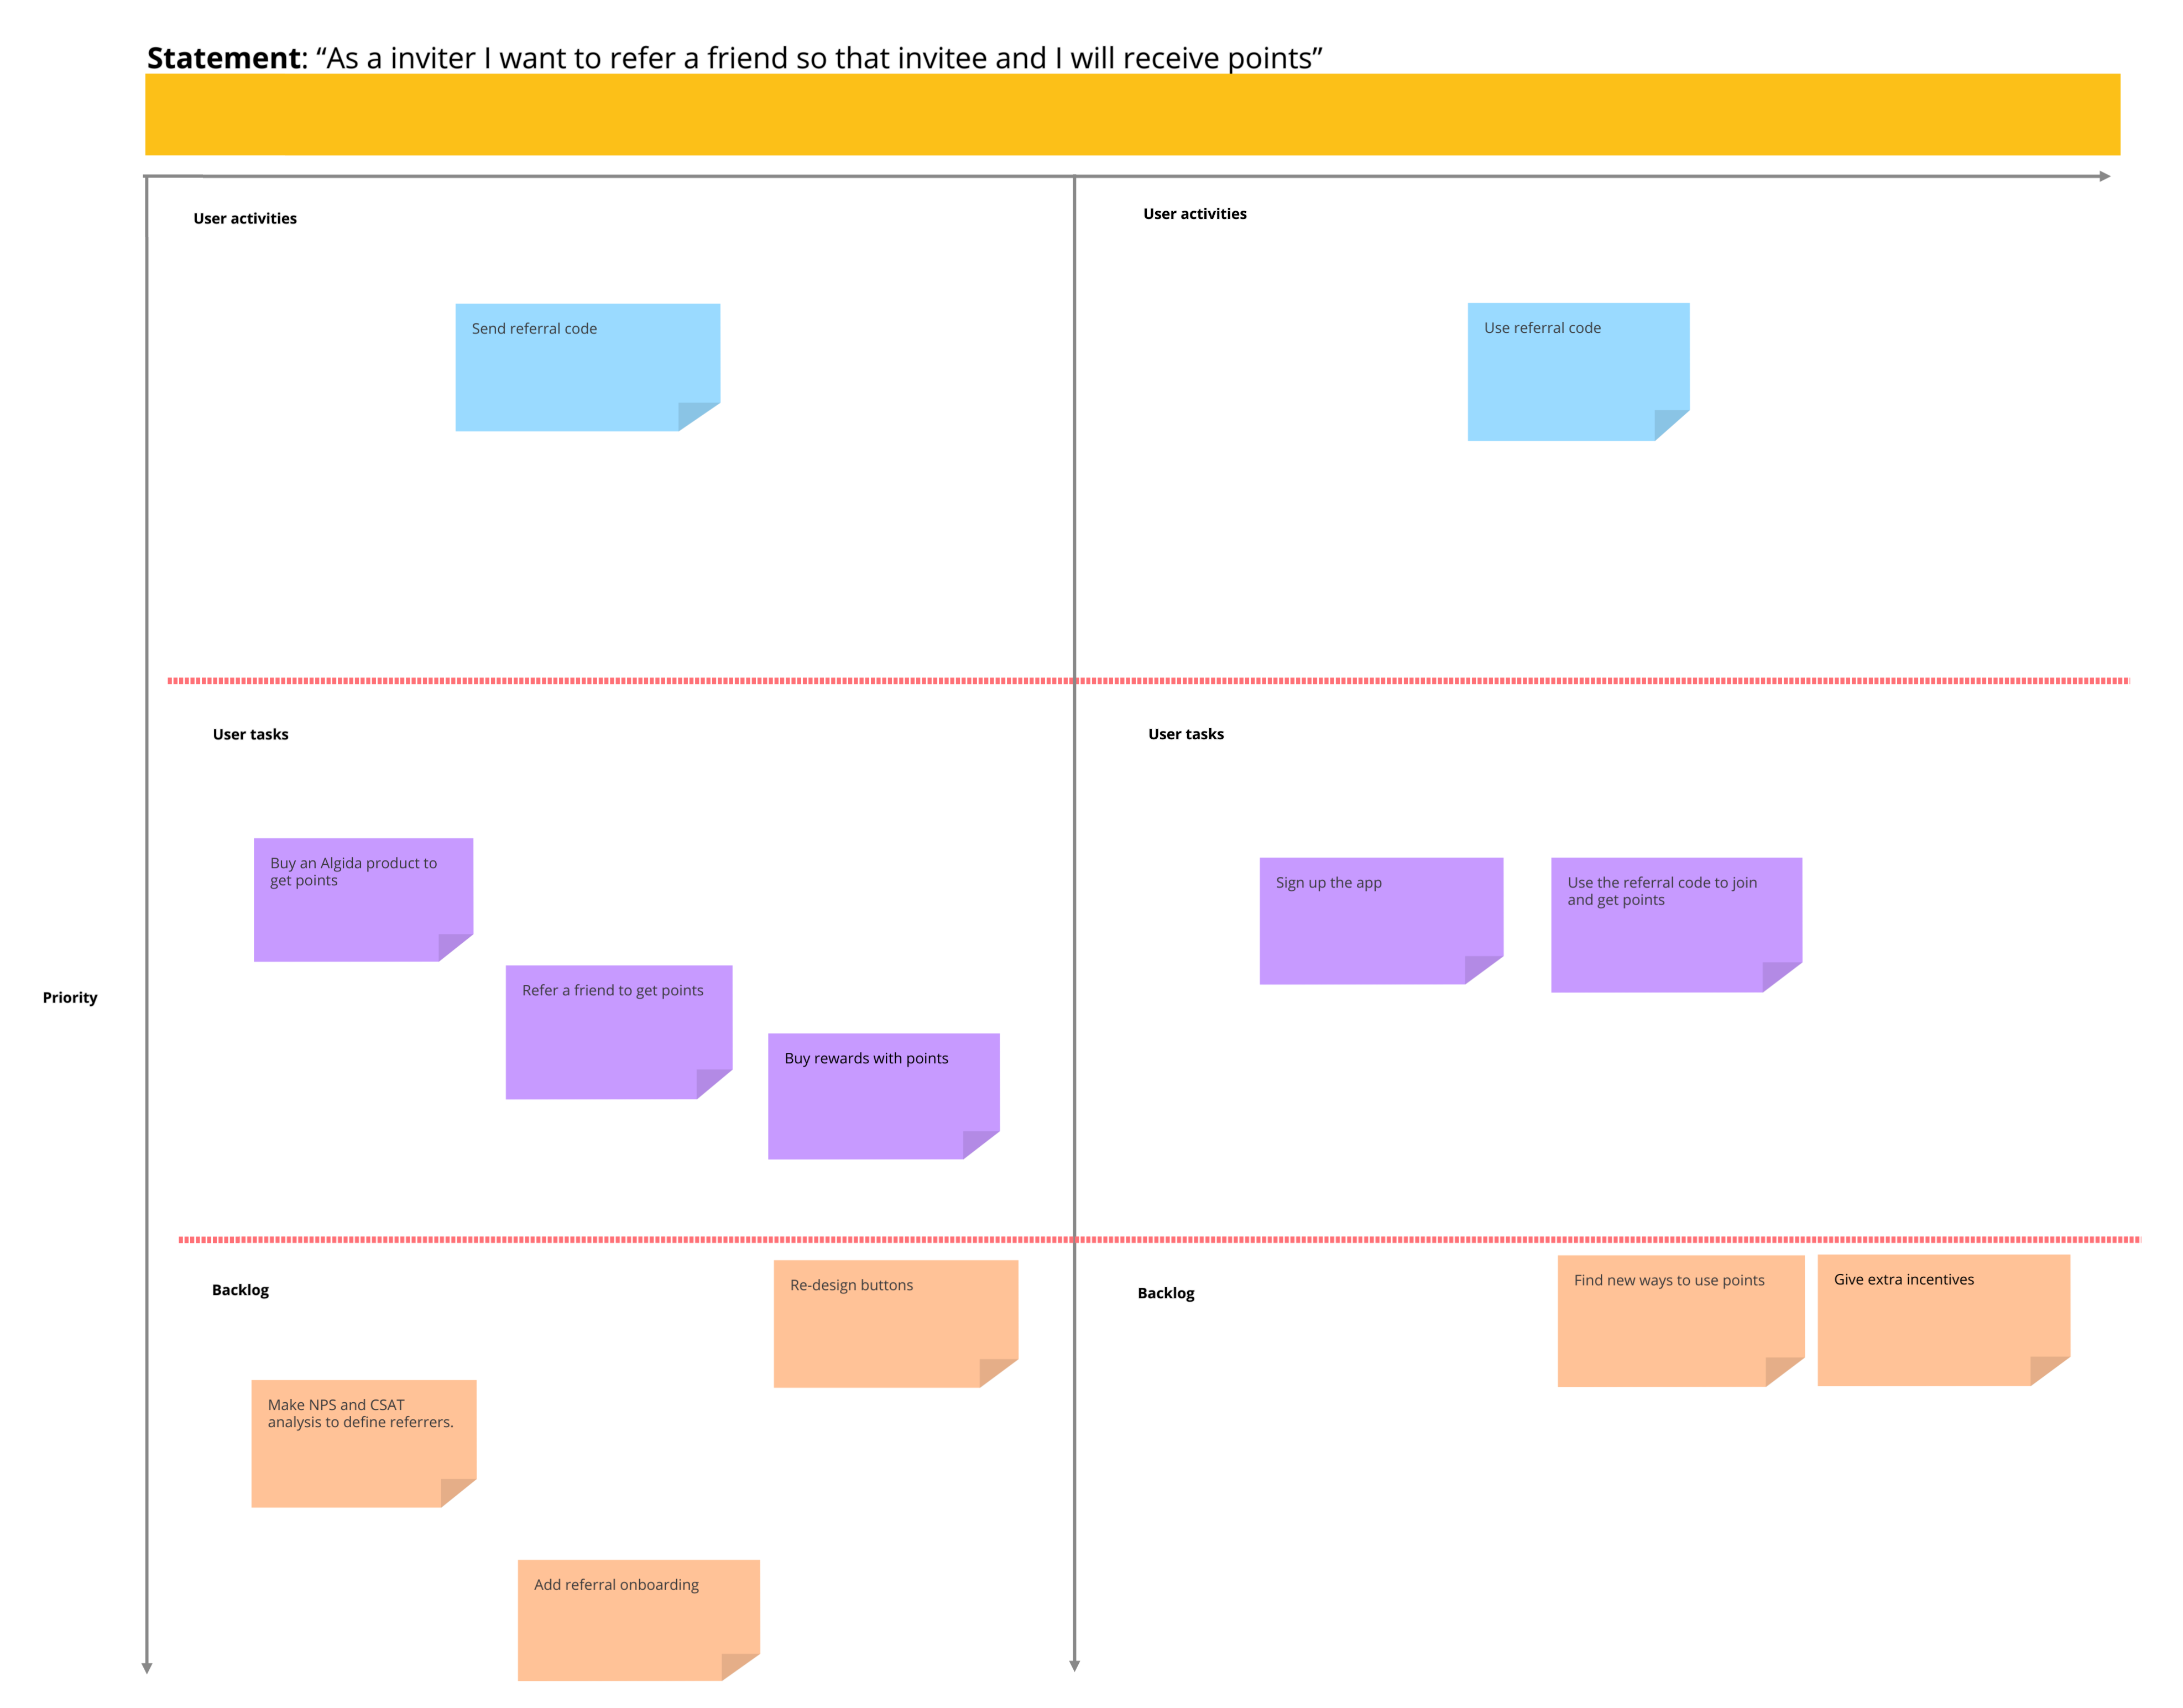 Statement: “As a inviter I want to refer a friend so that invitee and I will receive points”
User activities
User activities
Send referral code
Use referral code
User tasks
User tasks
Buy an Algida product to
get points
Refer a friend to get points
Buy rewards with points
Sign up the app
Use the referral code to join
and get points
Priority
Backlog
Re-design buttons
Make NPS and CSAT
analysis to define referrers.
Add referral onboarding
Backlog
Find new ways to use points
Give extra incentives